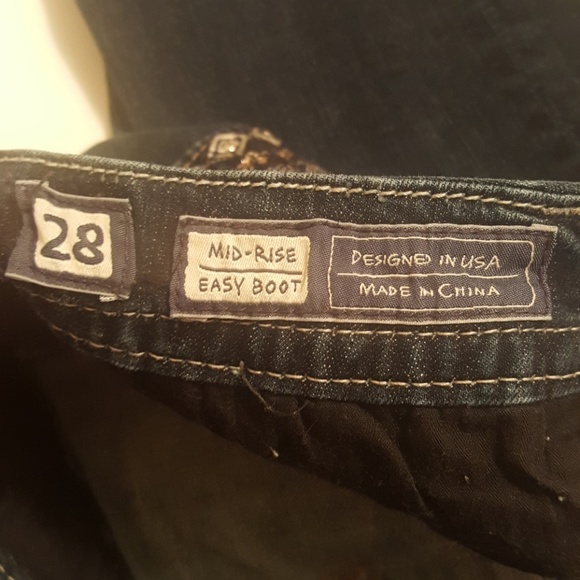 28
MID-RISE
EASY BOOT
DESIGNED IN USA
MADE IN CHINA